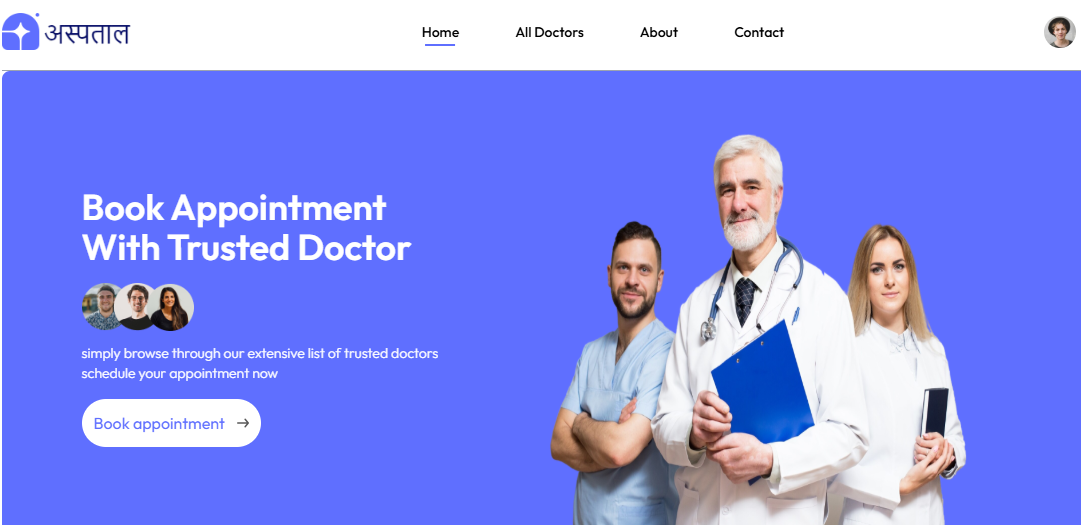 अस्पताल
Home
All Doctors
About
Contact
Book Appointment
With Trusted Doctor
simply browse through our extensive list of trusted doctors
schedule your appointment now
Book appointment →